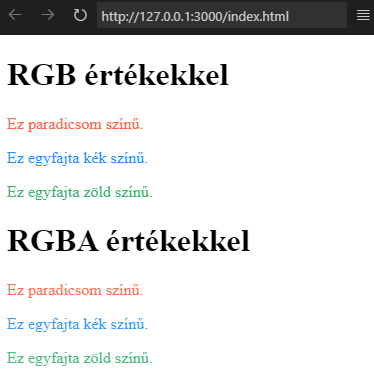 http://127.0.0.1:3000/index.html
RGB értékekkel
Ez paradicsom színű.
Ez egyfajta kék színű.
Ez egyfajta zöld színű.
RGBA értékekkel
Ez paradicsom színű.
Ez egyfajta kék színű.
Ez egyfajta zöld színű.